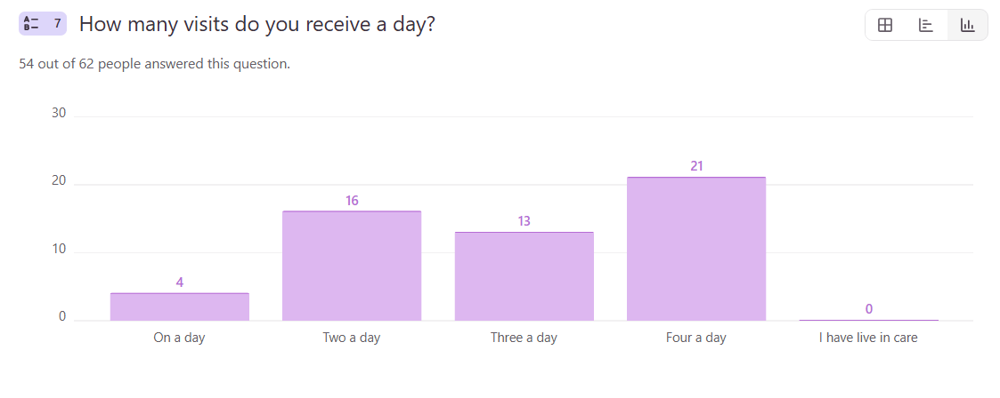 A
B
7
How many visits do you receive a day?
54 out of 62 people answered this question.
30
20
10
0
4
16
13
21
0
On a day
Two a day
Three a day
Four a day
I have live in care